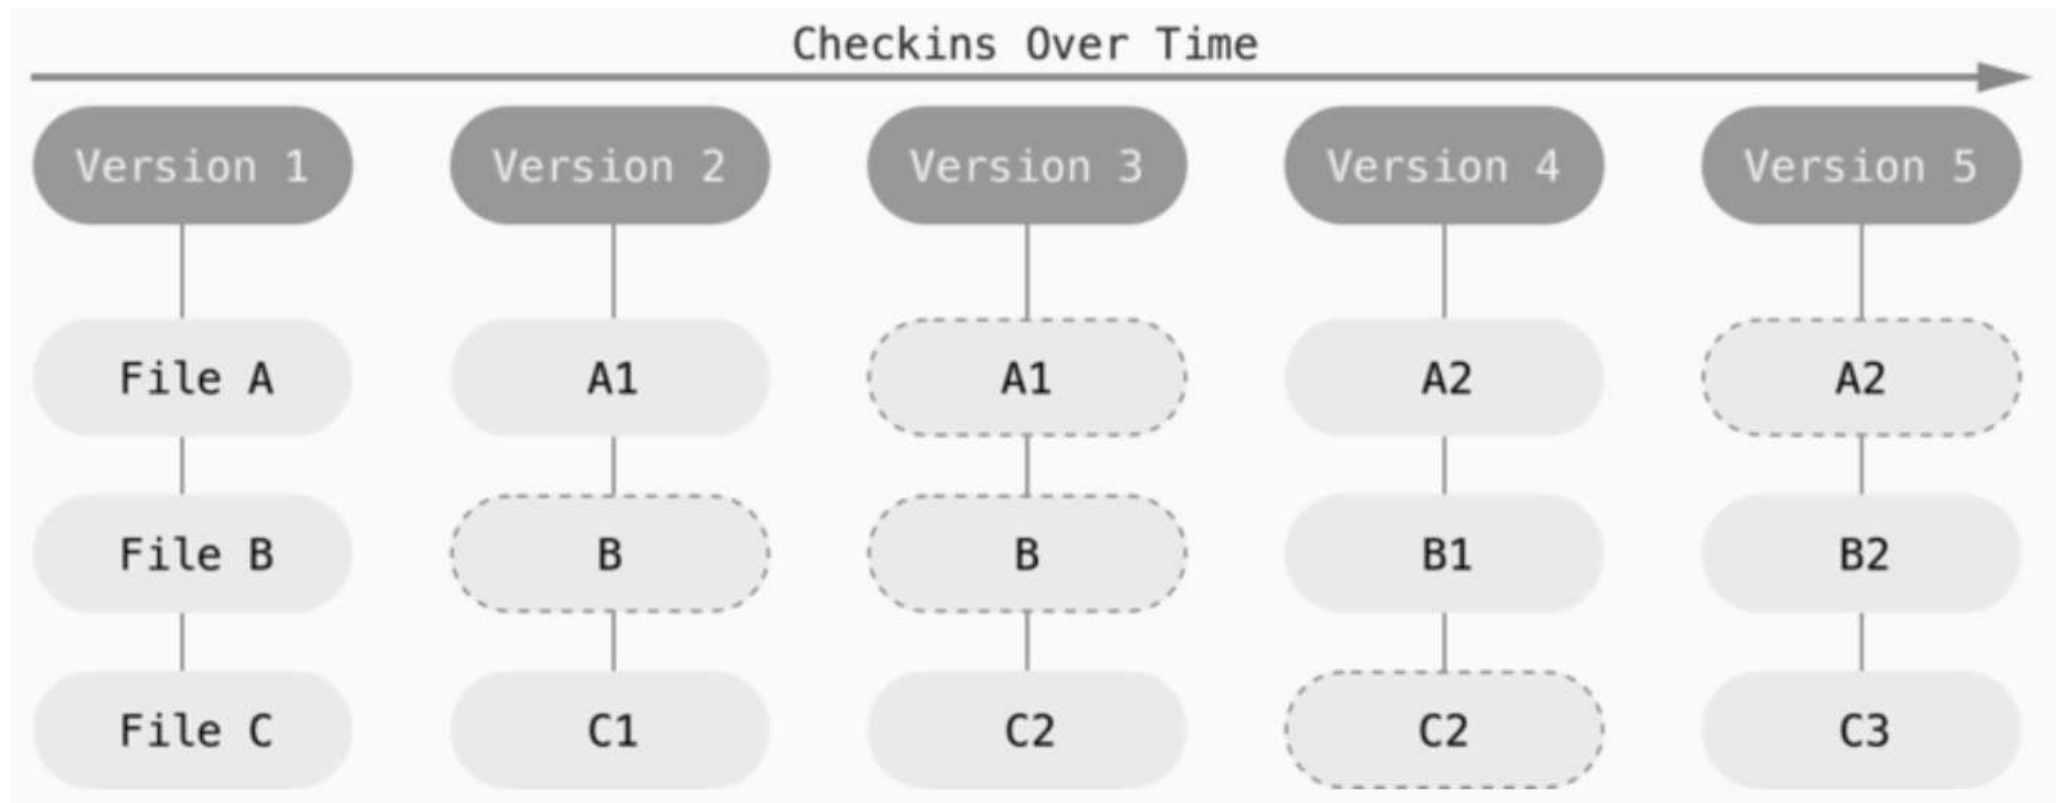 Checkins Over Time
Version 1 Version 2 Version 3 Version 4 Version 5
File A A1 A1 A2 A2
File B B B B1 B2
File C C1 C2 C2 C3